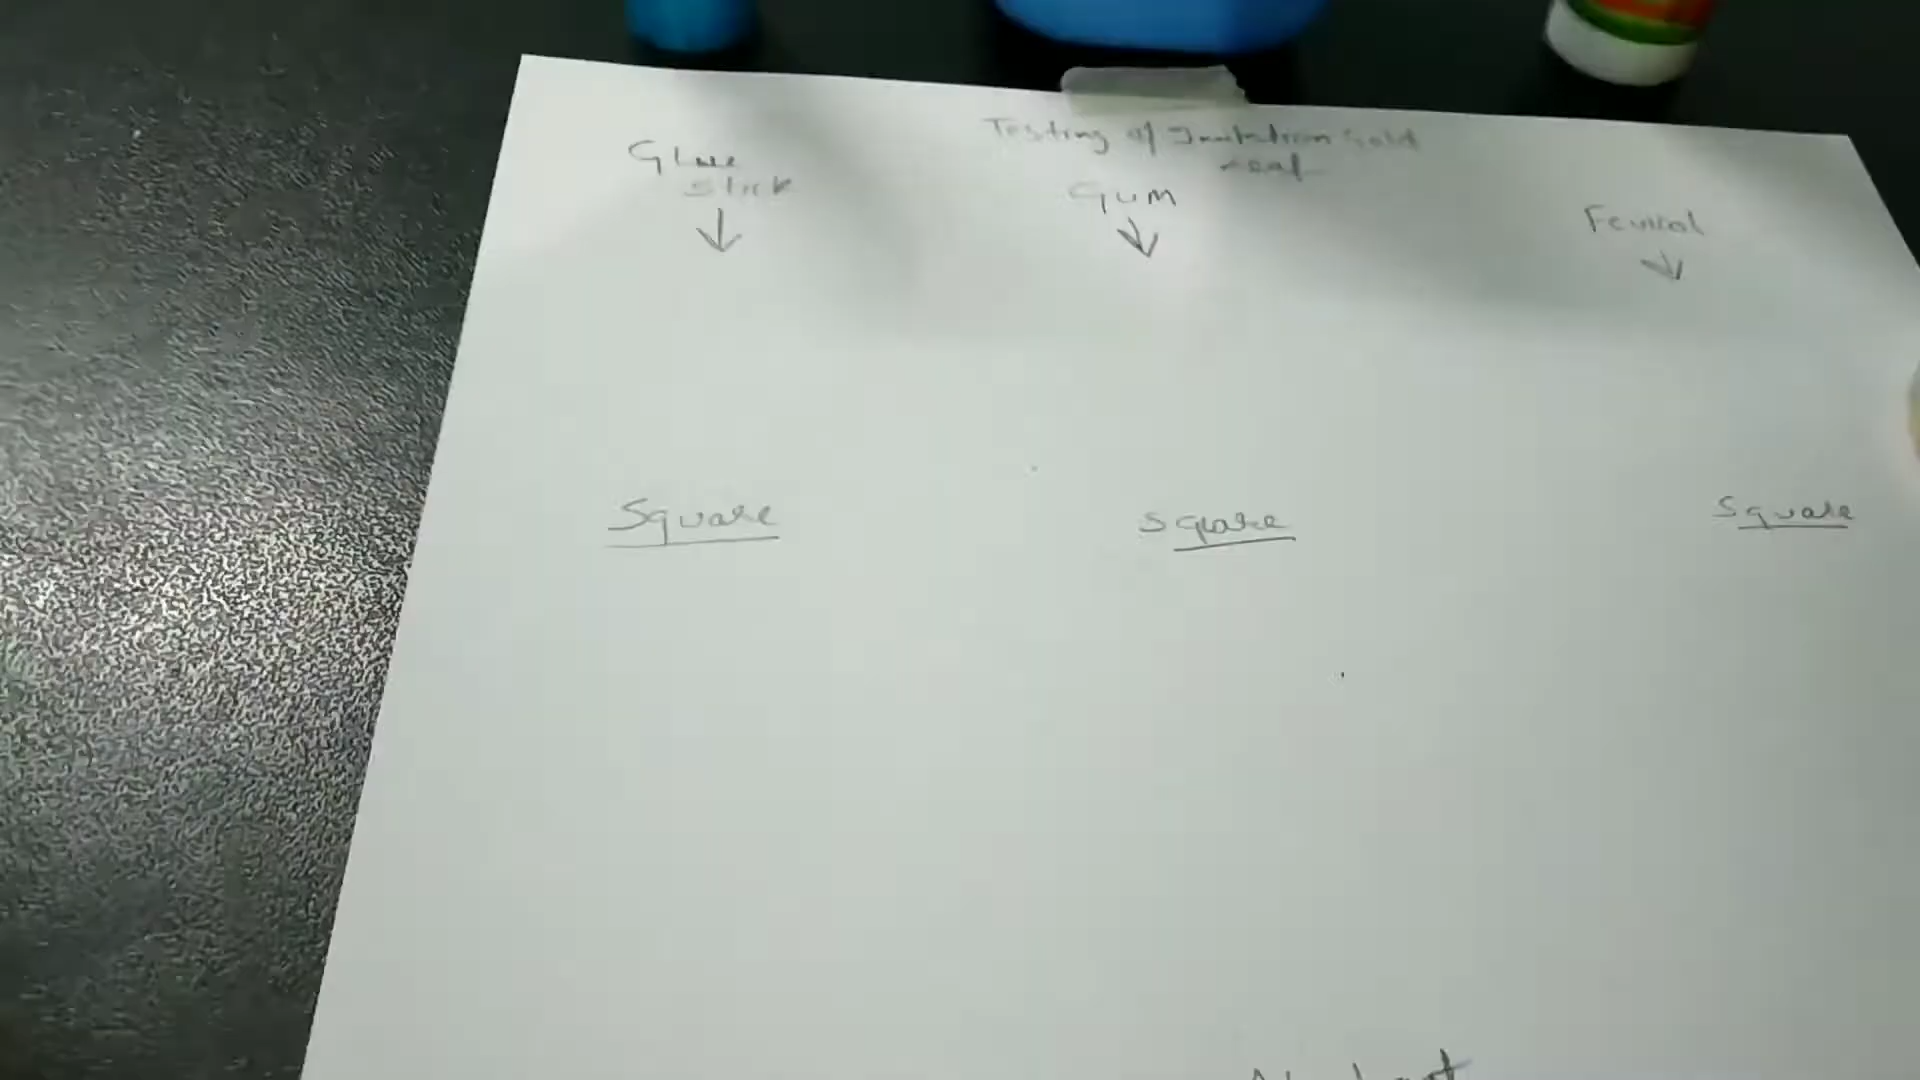 Testing of Imitation Gold
Leaf
Glue
Stick
Gum
Fevicol
Square
Square
Square